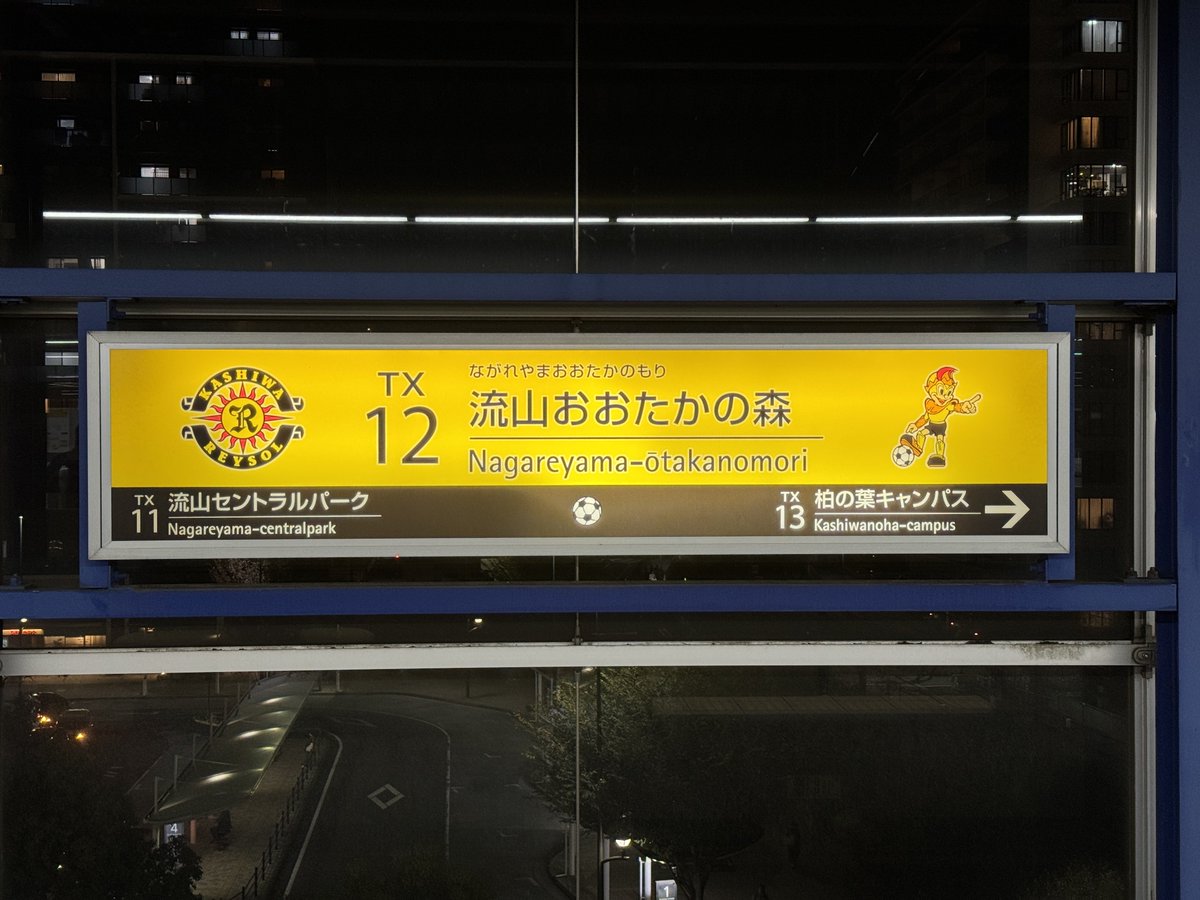 KASHIWA
R
REYSOL
TX
12
ながれやまおおたかのもり
流山おおたかの森
Nagareyama-ōtakanomori
TX
11
流山セントラルパーク
Nagareyama-centralpark
TX
13
柏の葉キャンパス
Kashiwanoha-campus
4
1